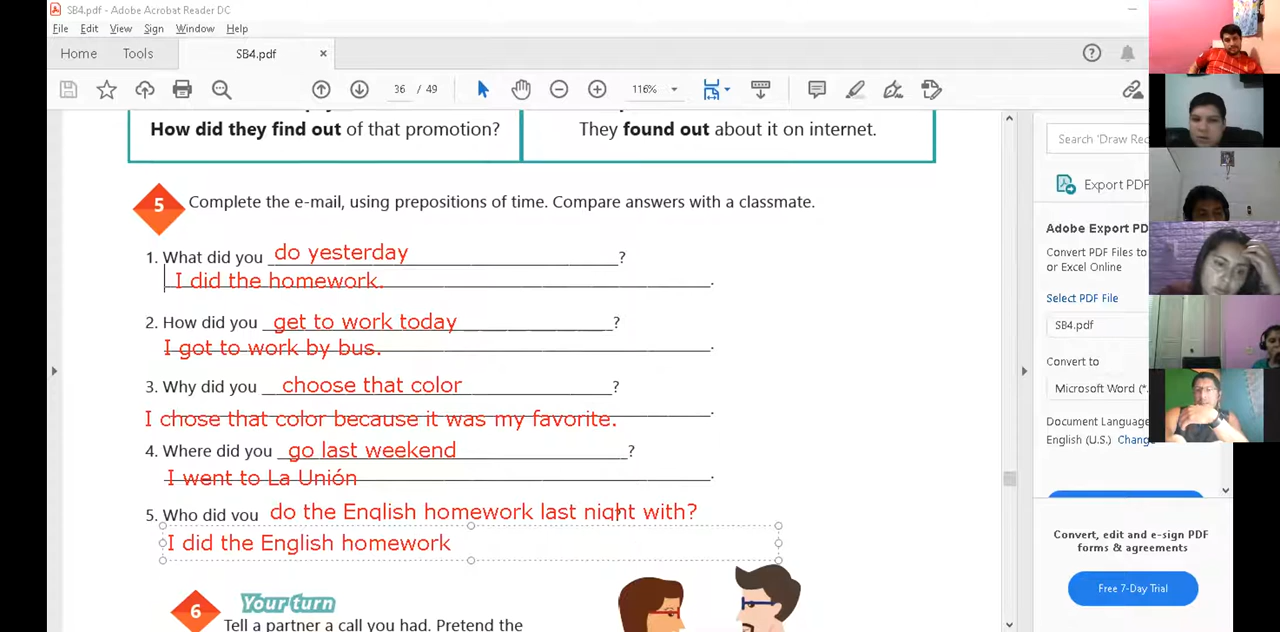 SB4.pdf - Adobe Acrobat Reader DC
File Edit View Sign Window Help
Home Tools SB4.pdf ×
36 / 49 116%
How did they find out of that promotion? They found out about it on internet.
5 Complete the e-mail, using prepositions of time. Compare answers with a classmate.
1. What did you do yesterday ?
I did the homework.
2. How did you get to work today ?
I got to work by bus.
3. Why did you choose that color ?
I chose that color because it was my favorite.
4. Where did you go last weekend ?
I went to La Unión
5. Who did you do the English homework last night with?
I did the English homework
6 Your turn
Tell a partner a call you had. Pretend the
Search 'Draw Rec
Export PDF
Adobe Export PD
Convert PDF Files to
or Excel Online
Select PDF File
SB4.pdf
Convert to
Microsoft Word (*.
Document Language
English (U.S.) Change
Convert, edit and e-sign PDF
forms & agreements
Free 7-Day Trial